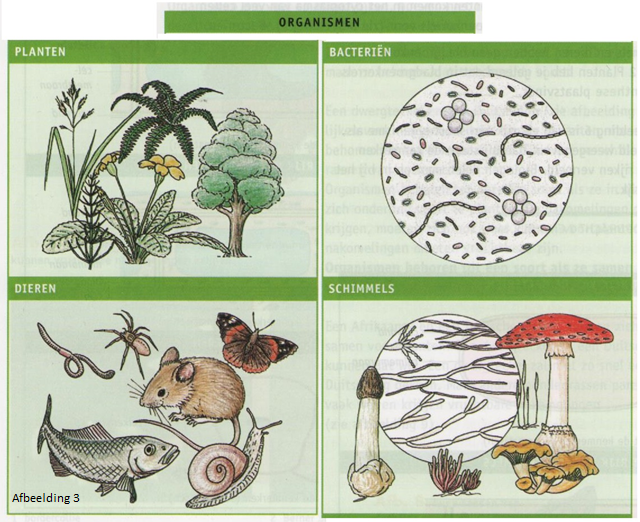 ORGANISMEN
PLANTEN
BACTERIËN
DIEREN
SCHIMMELS
Afbeelding 3